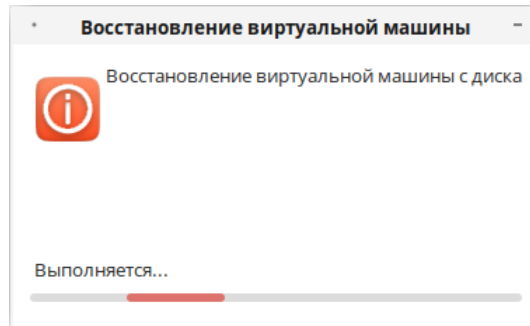 Восстановление виртуальной машины
Восстановление виртуальной машины с диска
Выполняется...